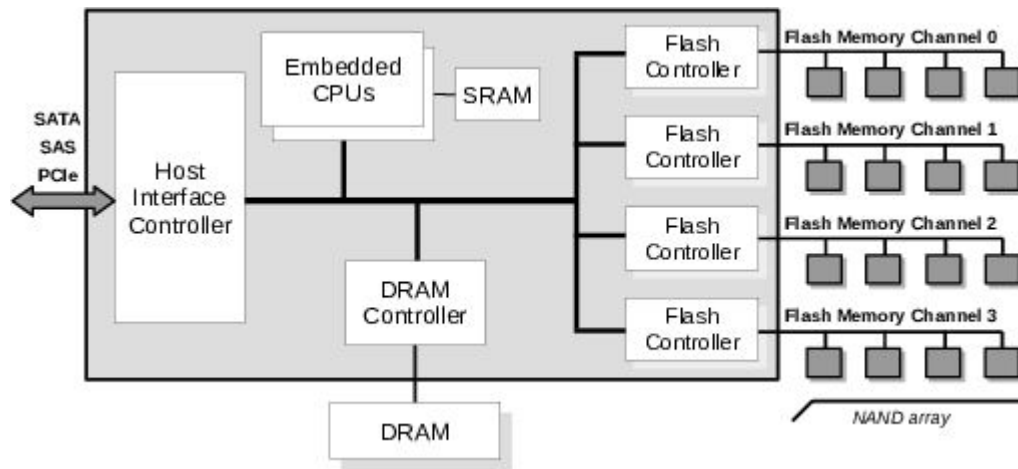 SATA
SAS
PCIe
Host
Interface
Controller
Embedded
CPUs
SRAM
DRAM
Controller
DRAM
Flash
Controller
Flash Memory Channel 0
Flash
Controller
Flash Memory Channel 1
Flash
Controller
Flash Memory Channel 2
Flash
Controller
Flash Memory Channel 3
NAND array